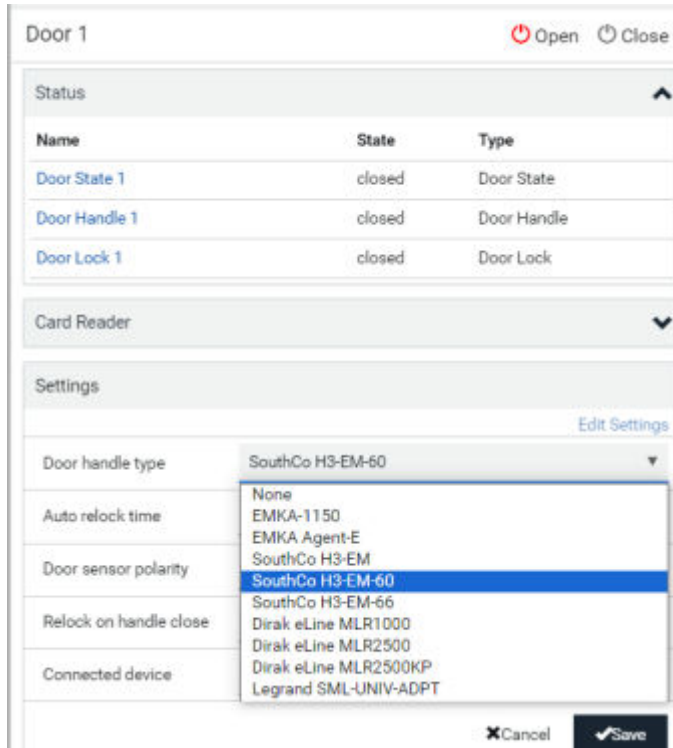 Door 1 Open Close
Status
Name State Type
Door State 1 closed Door State
Door Handle 1 closed Door Handle
Door Lock 1 closed Door Lock
Card Reader
Settings
Edit Settings
Door handle type SouthCo H3-EM-60
None
Auto relock time EMKA-1150
EMKA Agent-E
SouthCo H3-EM
Door sensor polarity SouthCo H3-EM-60
SouthCo H3-EM-66
Relock on handle close Dirak eLine MLR1000
Dirak eLine MLR2500
Connected device Dirak eLine MLR2500KP
Legrand SML-UNIV-ADPT
Cancel Save